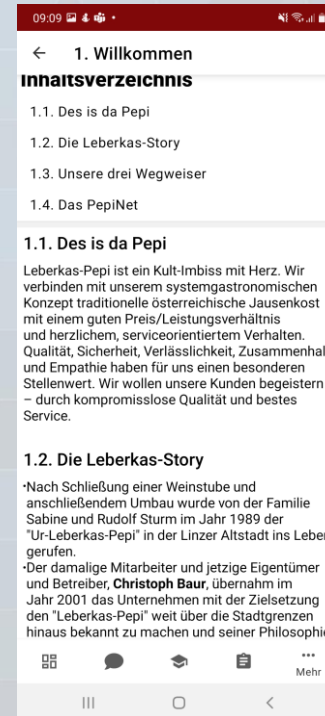 09:09
1. Willkommen
Inhaltsverzeichnis
1.1. Des is da Pepi
1.2. Die Leberkas-Story
1.3. Unsere drei Wegweiser
1.4. Das PepiNet
1.1. Des is da Pepi
Leberkas-Pepi ist ein Kult-Imbiss mit Herz. Wir
verbinden mit unserem systemgastronomischen
Konzept traditionelle österreichische Jausenkost
mit einem guten Preis/Leistungsverhältnis
und herzlichem, serviceorientiertem Verhalten.
Qualität, Sicherheit, Verlässlichkeit, Zusammenhal
und Empathie haben für uns einen besonderen
Stellenwert. Wir wollen unsere Kunden begeistern
– durch kompromisslose Qualität und bestes
Service.
1.2. Die Leberkas-Story
•Nach Schließung einer Weinstube und
anschließendem Umbau wurde von der Familie
Sabine und Rudolf Sturm im Jahr 1989 der
"Ur-Leberkas-Pepi" in der Linzer Altstadt ins Leben
gerufen.
•Der damalige Mitarbeiter und jetzige Eigentümer
und Betreiber, Christoph Baur, übernahm im
Jahr 2001 das Unternehmen mit der Zielsetzung
den "Leberkas-Pepi" weit über die Stadtgrenzen
hinaus bekannt zu machen und seiner Philosophie
Mehr